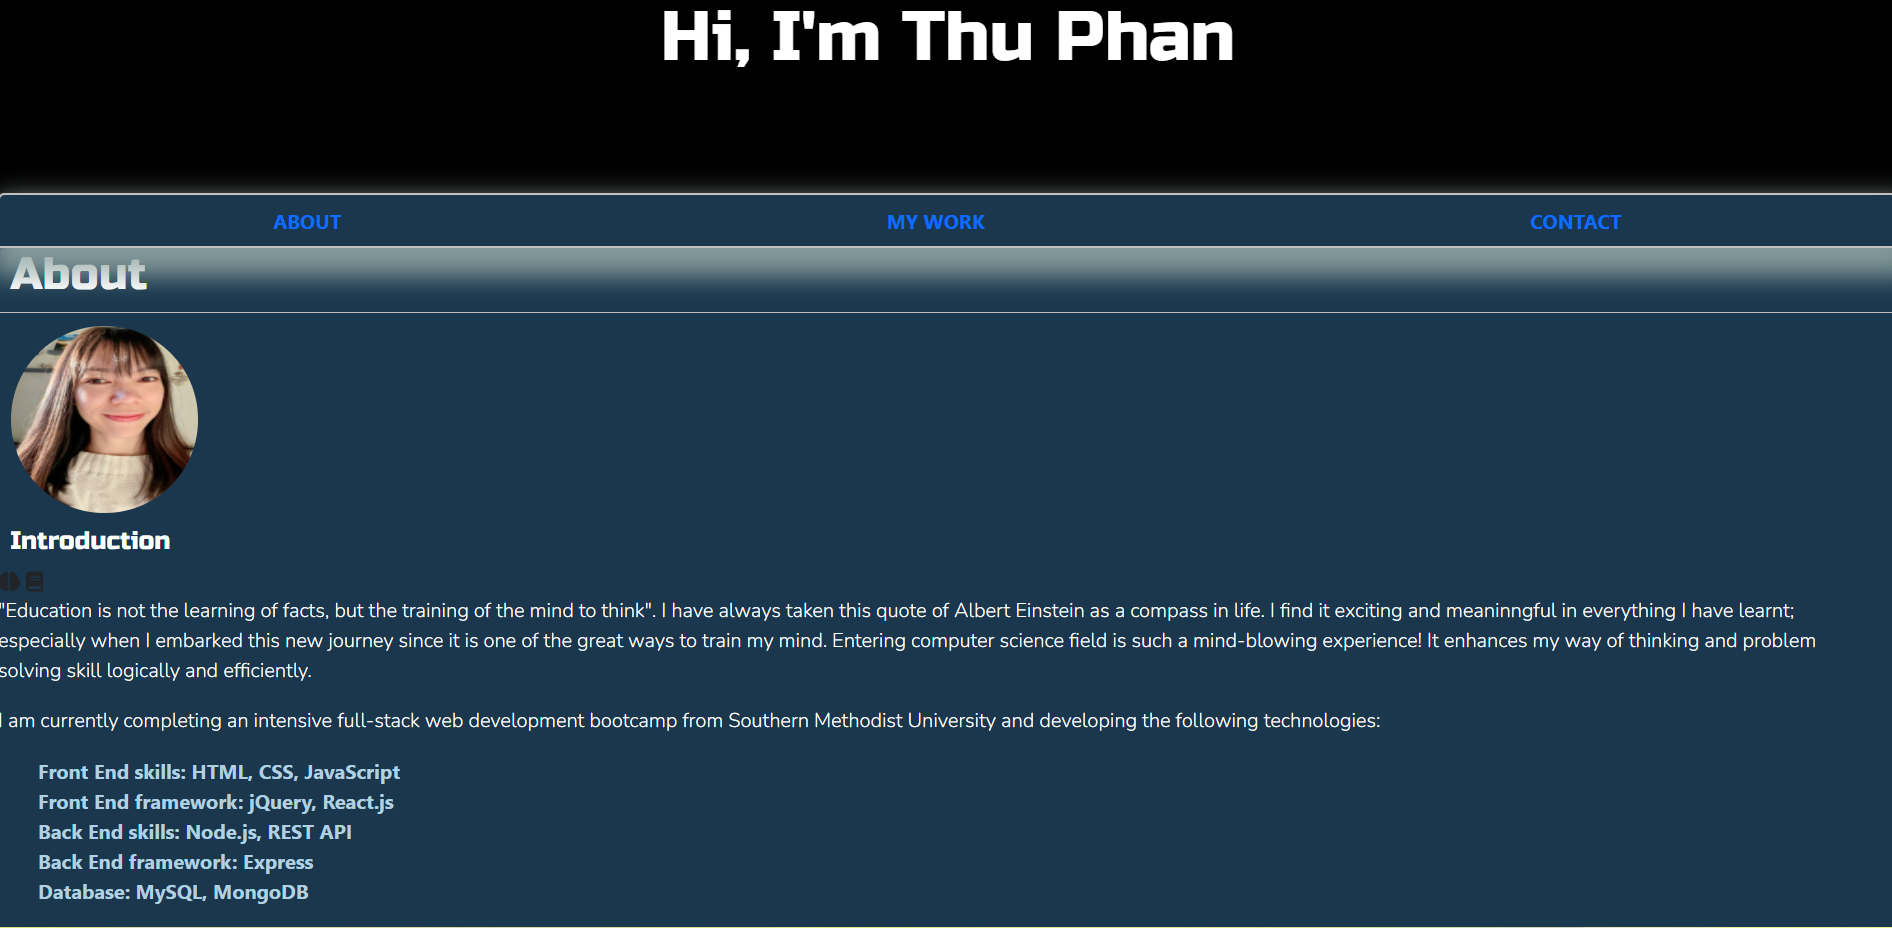 Hi, I'm Thu Phan
ABOUT MY WORK CONTACT
About
Introduction
"Education is not the learning of facts, but the training of the mind to think". I have always taken this quote of Albert Einstein as a compass in life. I find it exciting and meaninngful in everything I have learnt;
especially when I embarked this new journey since it is one of the great ways to train my mind. Entering computer science field is such a mind-blowing experience! It enhances my way of thinking and problem
solving skill logically and efficiently.
I am currently completing an intensive full-stack web development bootcamp from Southern Methodist University and developing the following technologies:
Front End skills: HTML, CSS, JavaScript
Front End framework: jQuery, React.js
Back End skills: Node.js, REST API
Back End framework: Express
Database: MySQL, MongoDB